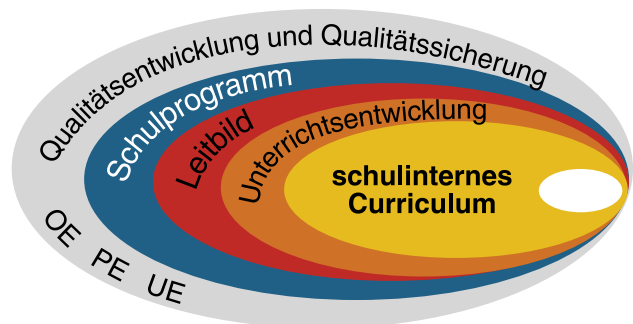 Qualitätsentwicklung und Qualitätssicherung
Schulprogramm
Leitbild
Unterrichtsentwicklung
schulinternes
Curriculum
OE PE UE